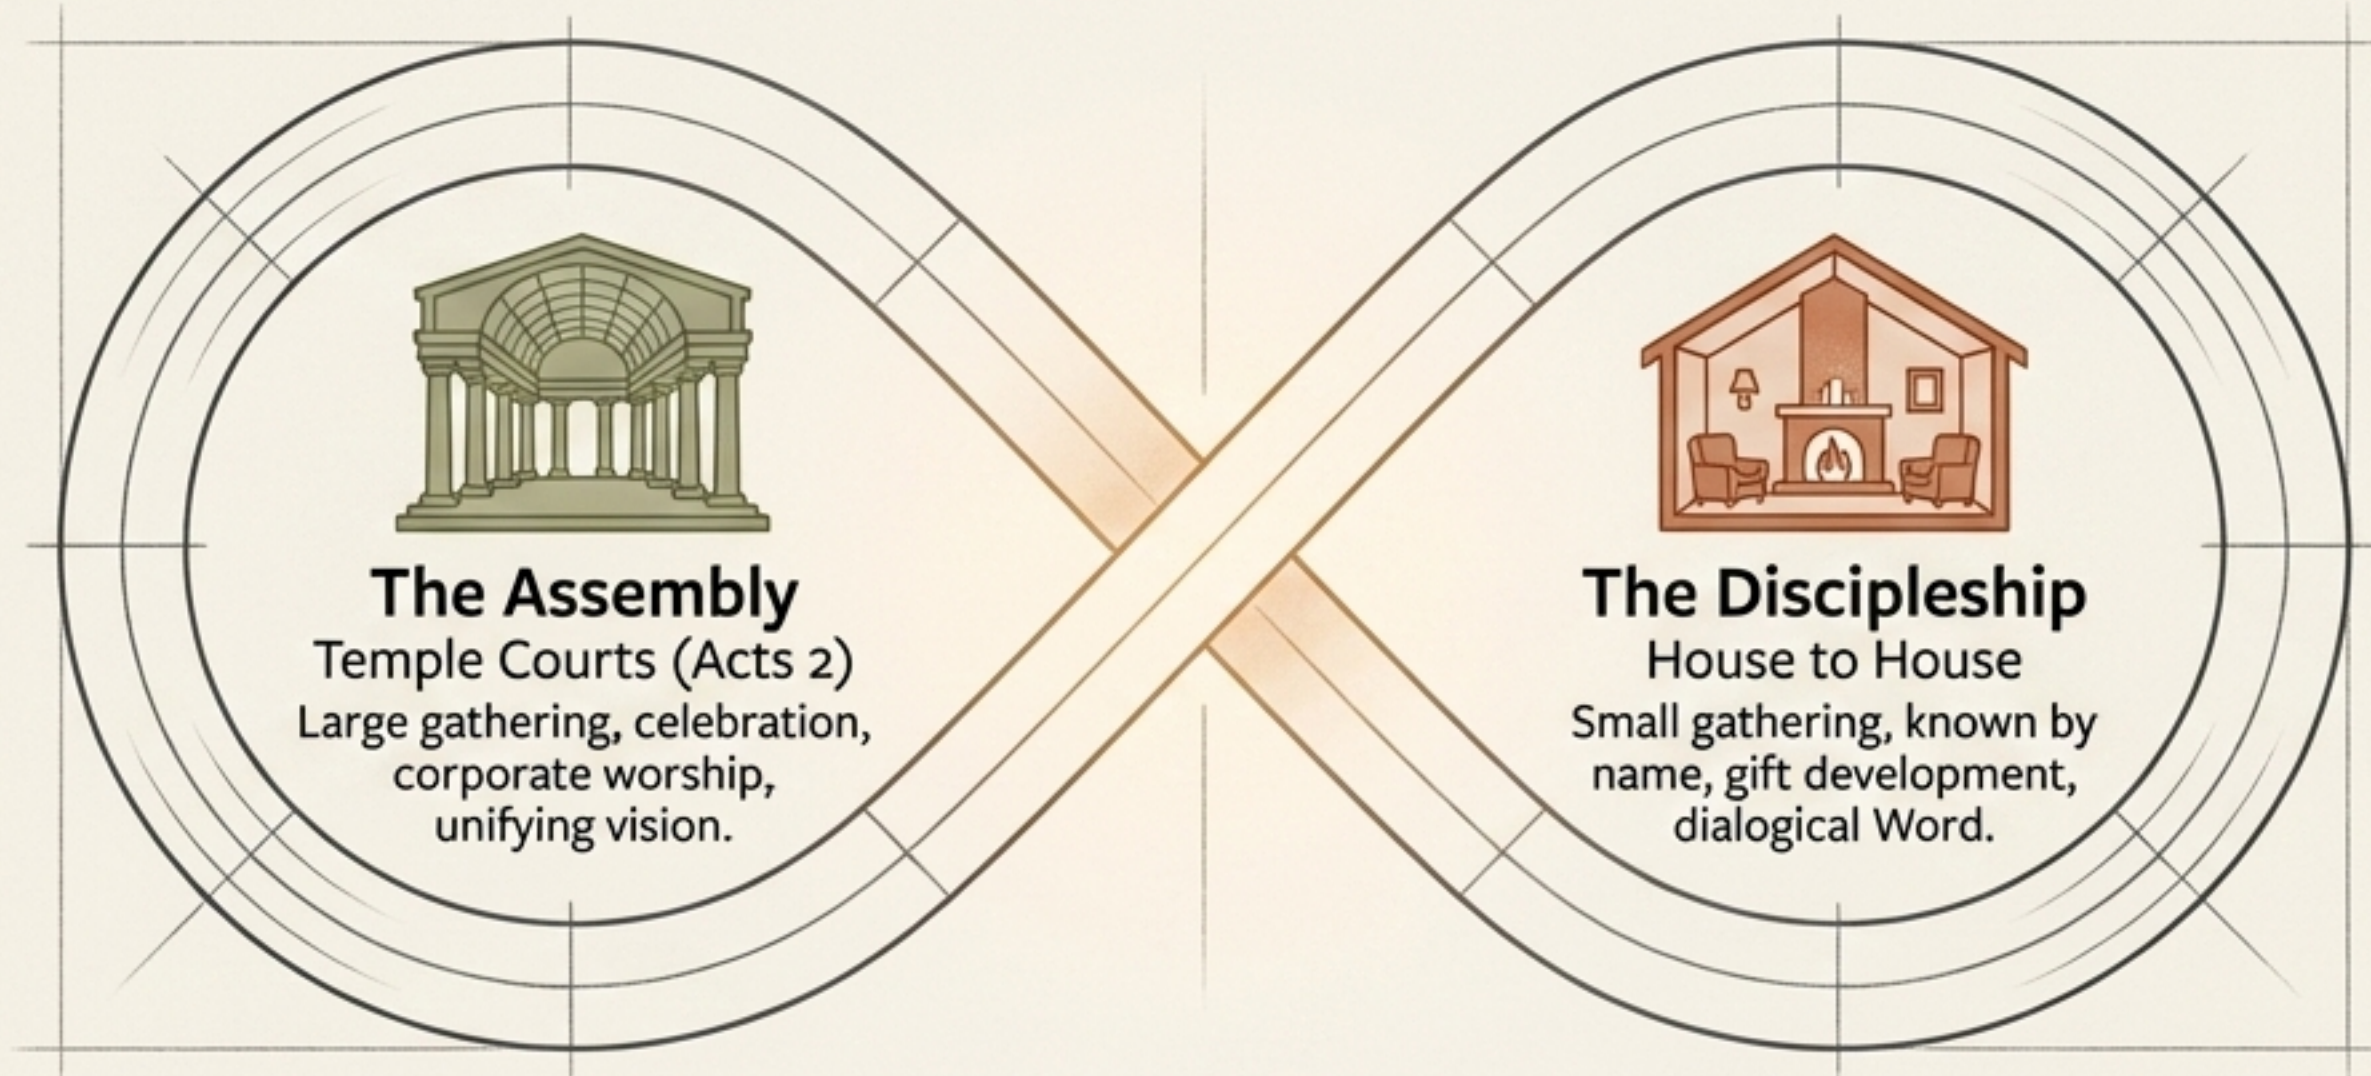 The Assembly
Temple Courts (Acts 2)
Large gathering, celebration,
corporate worship,
unifying vision.
The Discipleship
House to House
Small gathering, known by
name, gift development,
dialogical Word.